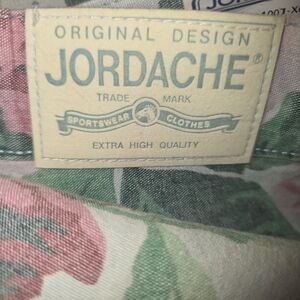 ORIGINAL DESIGN
JORDACHE®
TRADE MARK
SPORTSWEAR CLOTHES
EXTRA HIGH QUALITY